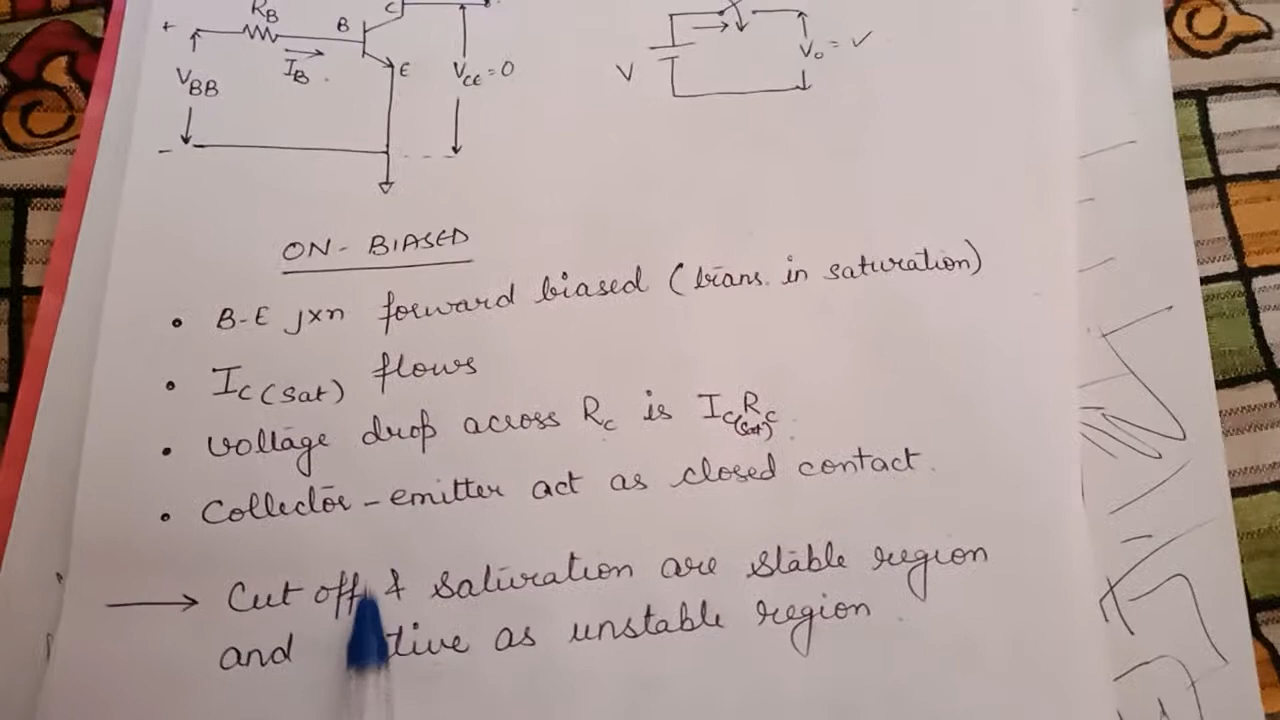 RB
B
C
+
IB
E
VCE = 0
VBB
-
V
Vo = V
ON - BIASED
• B-E jxn forward biased (trans. in saturation)
• Ic(sat) flows
• voltage drop across Rc is Ic(sat)Rc.
• Collector - emitter act as closed contact.
→ Cut off & saturation are stable region
and tive as unstable region